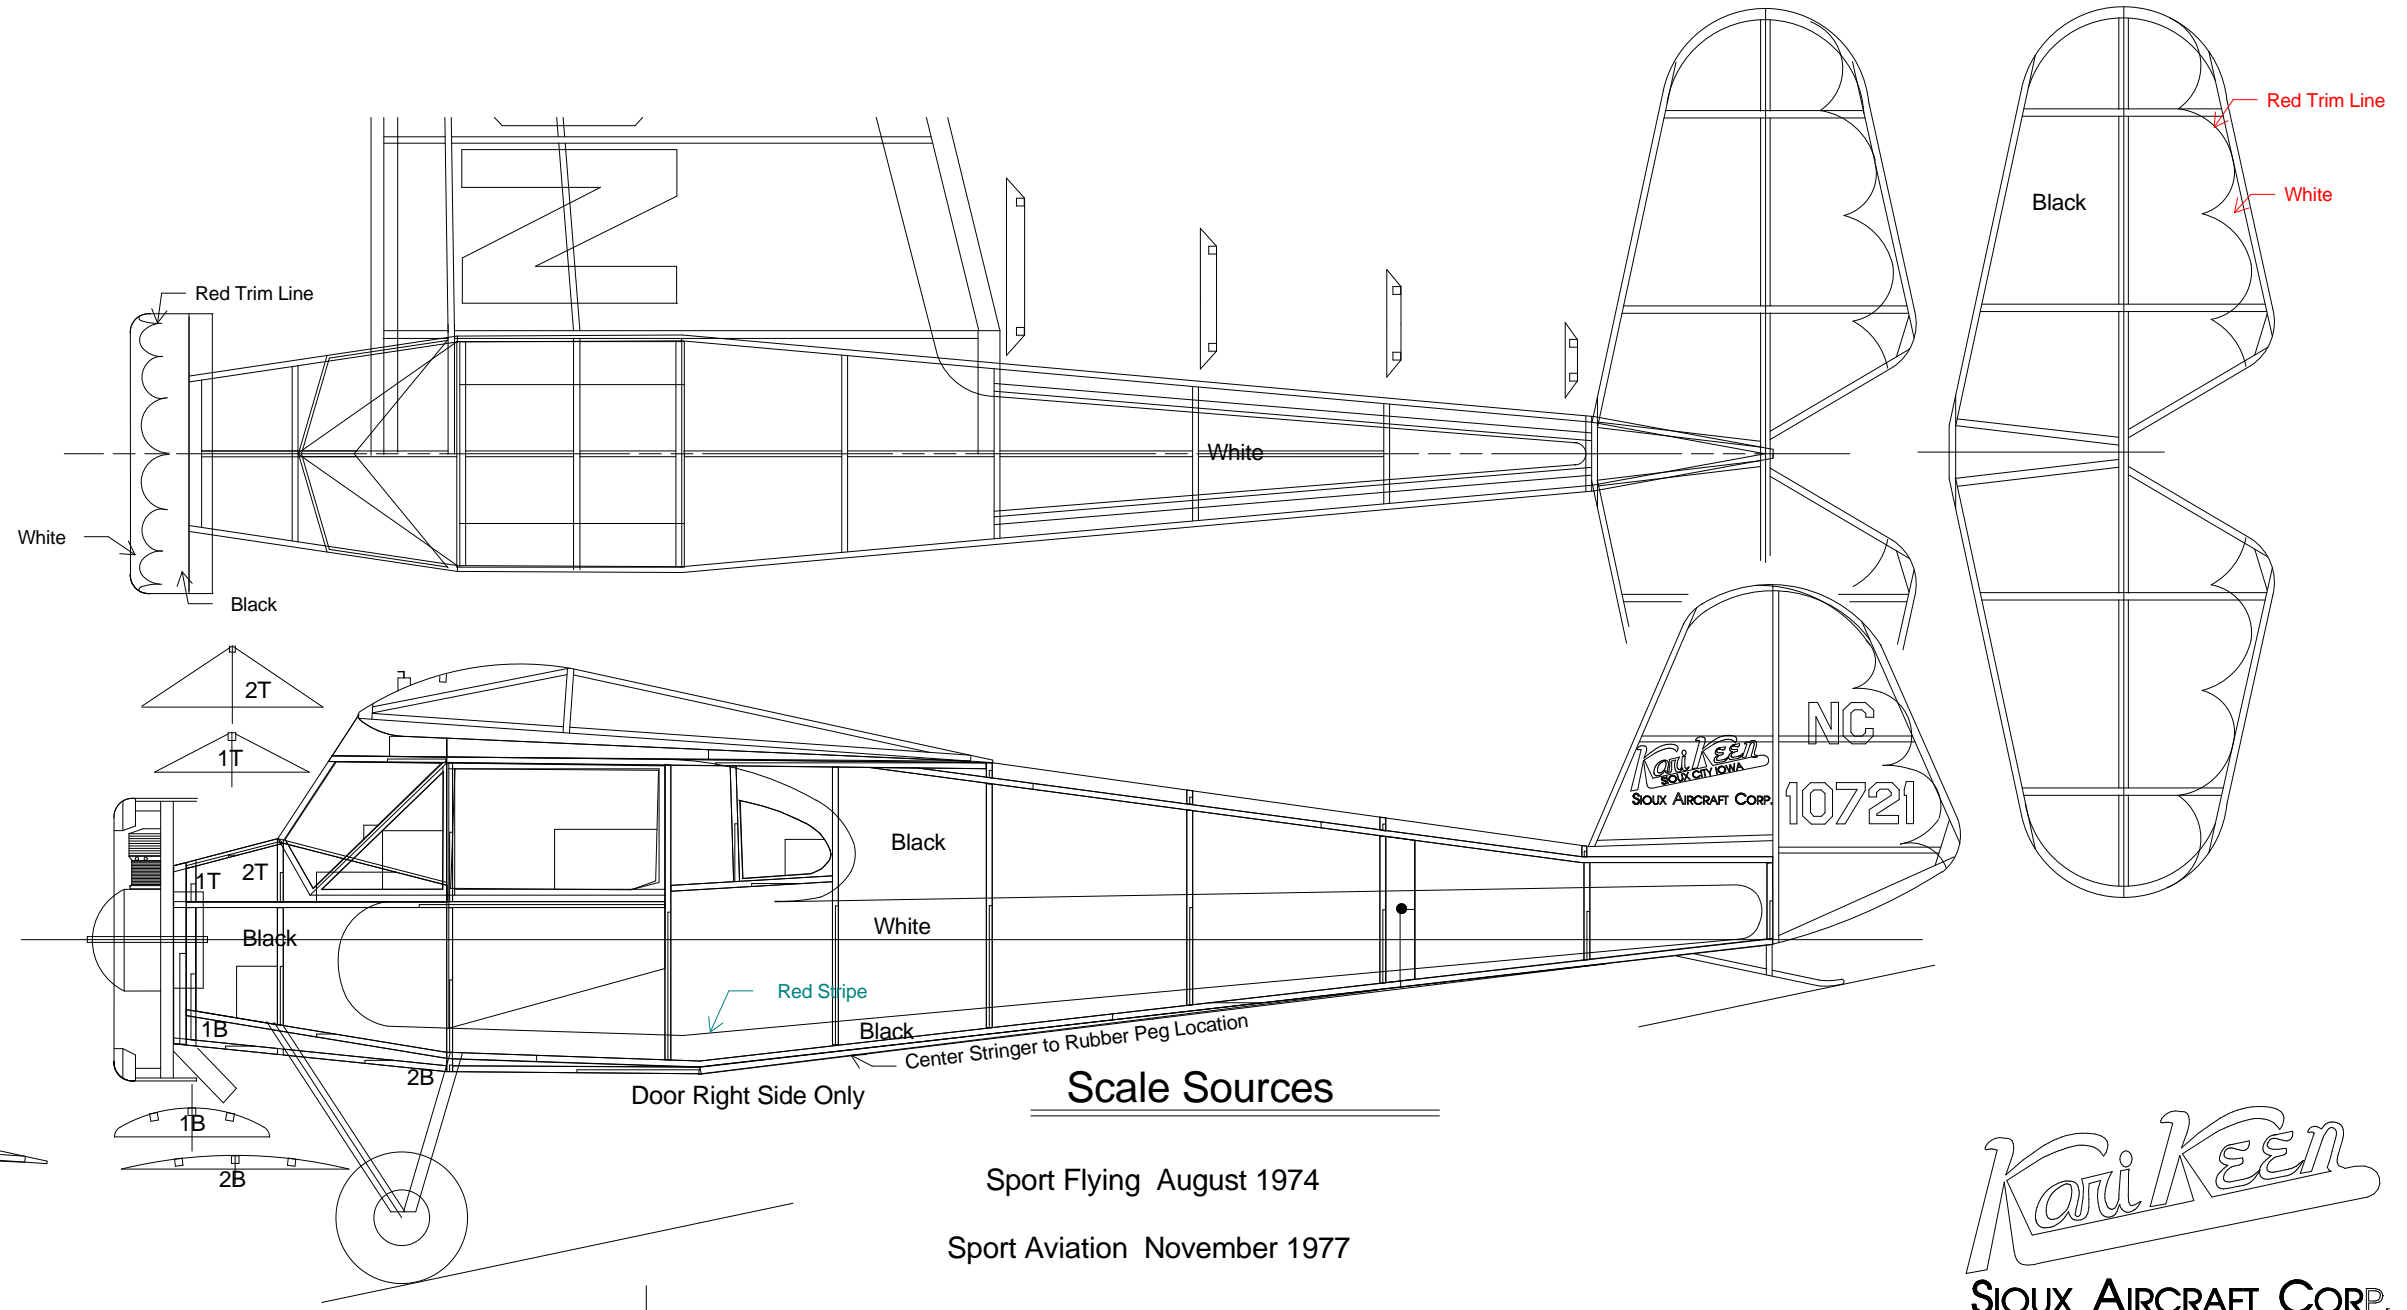 Red Trim Line
White
Black
Red Trim Line
White
White
Black
N
2T
1T
1T
2T
Black
1B
2B
1B
2B
Black
White
Red Stripe
Black
Center Stringer to Rubber Peg Location
Door Right Side Only
Kari Keen
SIOUX CITY IOWA
SIOUX AIRCRAFT CORP.
NC
10721
Scale Sources
Sport Flying August 1974
Sport Aviation November 1977
Kari Keen
SIOUX AIRCRAFT CORP.